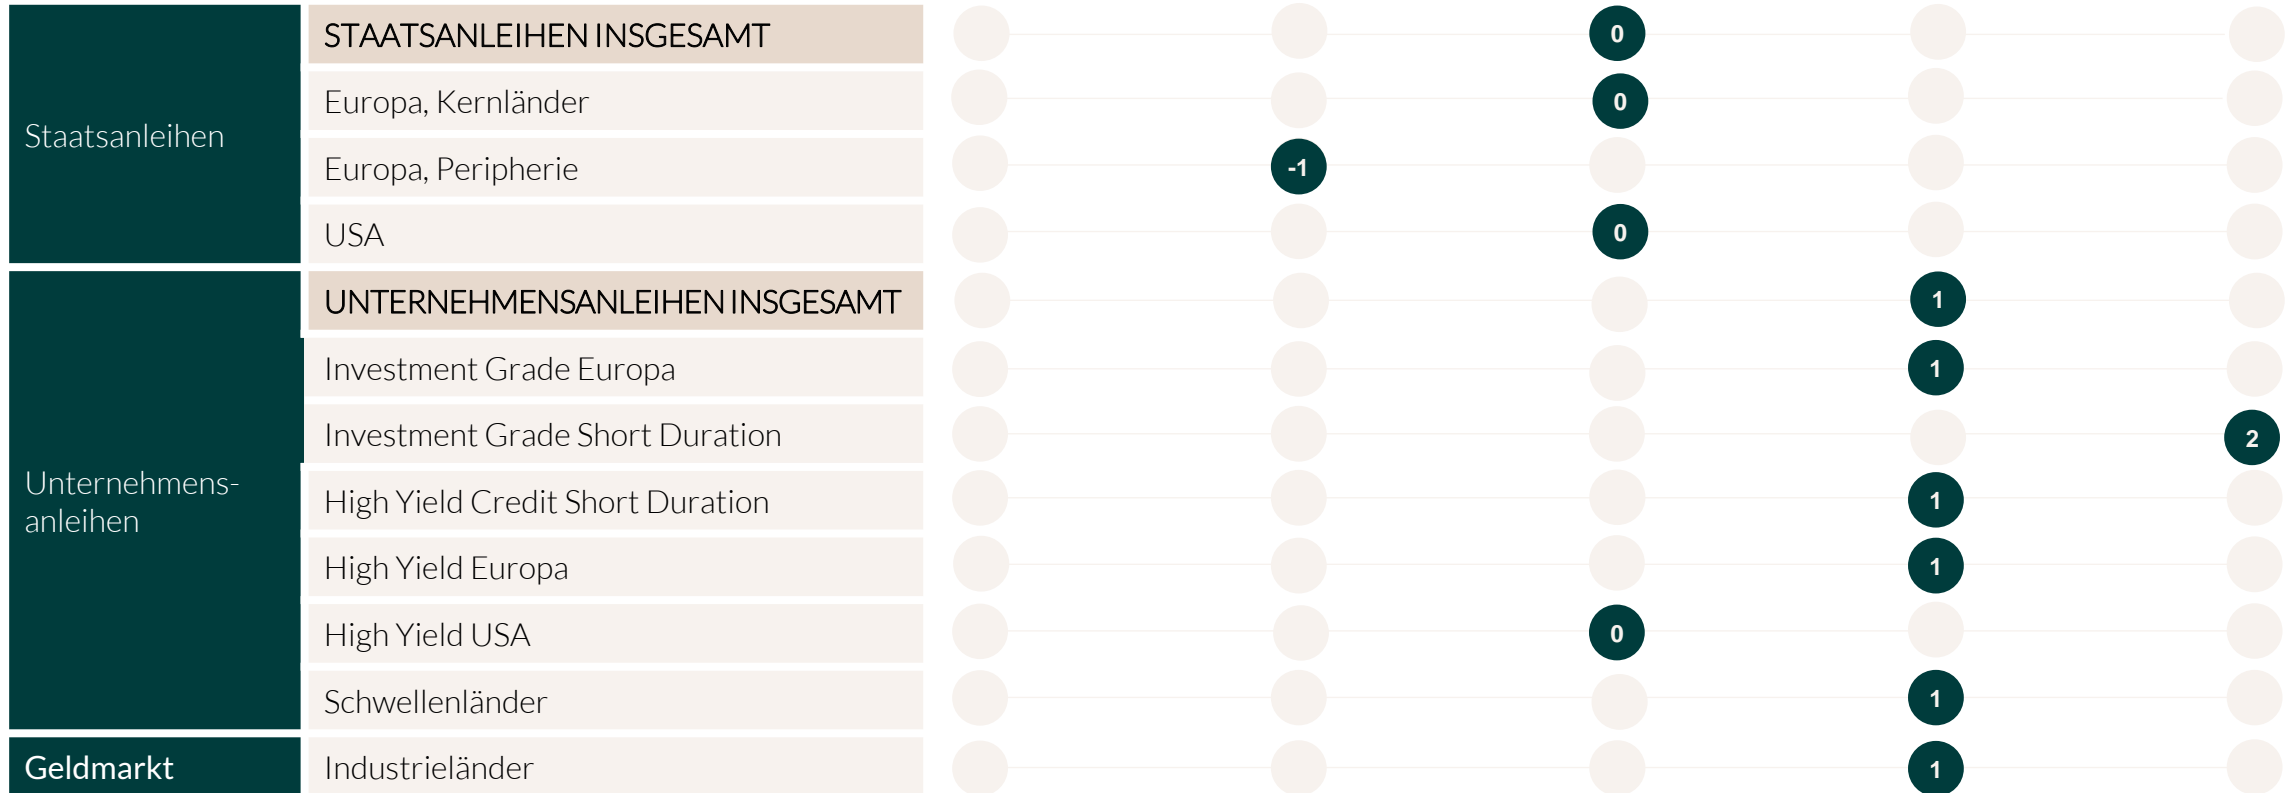 Staatsanleihen
STAATSANLEIHEN INSGESAMT 0
Europa, Kernländer 0
Europa, Peripherie -1
USA 0
Unternehmens-
anleihen
UNTERNEHMENSANLEIHEN INSGESAMT 1
Investment Grade Europa 1
Investment Grade Short Duration 2
High Yield Credit Short Duration 1
High Yield Europa 1
High Yield USA 0
Schwellenländer 1
Geldmarkt Industrieländer 1